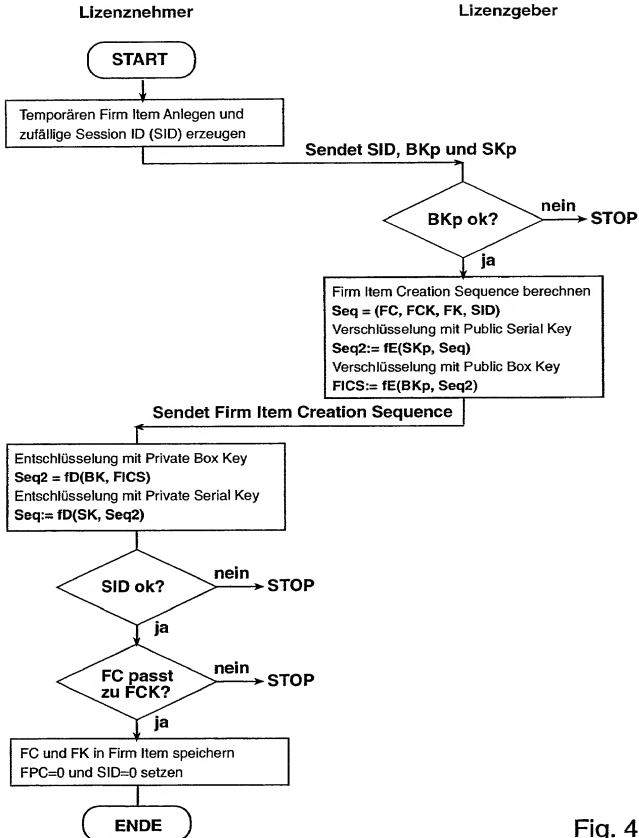 Lizenznehmer
Lizenzgeber
START
Temporären Firm Item Anlegen und
zufällige Session ID (SID) erzeugen
Sendet SID, BKp und SKp
BKp ok?
nein
STOP
ja
Firm Item Creation Sequence berechnen
Seq = (FC, FCK, FK, SID)
Verschlüsselung mit Public Serial Key
Seq2:= fE(SKp, Seq)
Verschlüsselung mit Public Box Key
FICS:= fE(BKp, Seq2)
Sendet Firm Item Creation Sequence
Entschlüsselung mit Private Box Key
Seq2 = fD(BK, FICS)
Entschlüsselung mit Private Serial Key
Seq:= fD(SK, Seq2)
SID ok?
nein
STOP
ja
FC passt
zu FCK?
nein
STOP
ja
FC und FK in Firm Item speichern
FPC=0 und SID=0 setzen
ENDE
Fig. 4